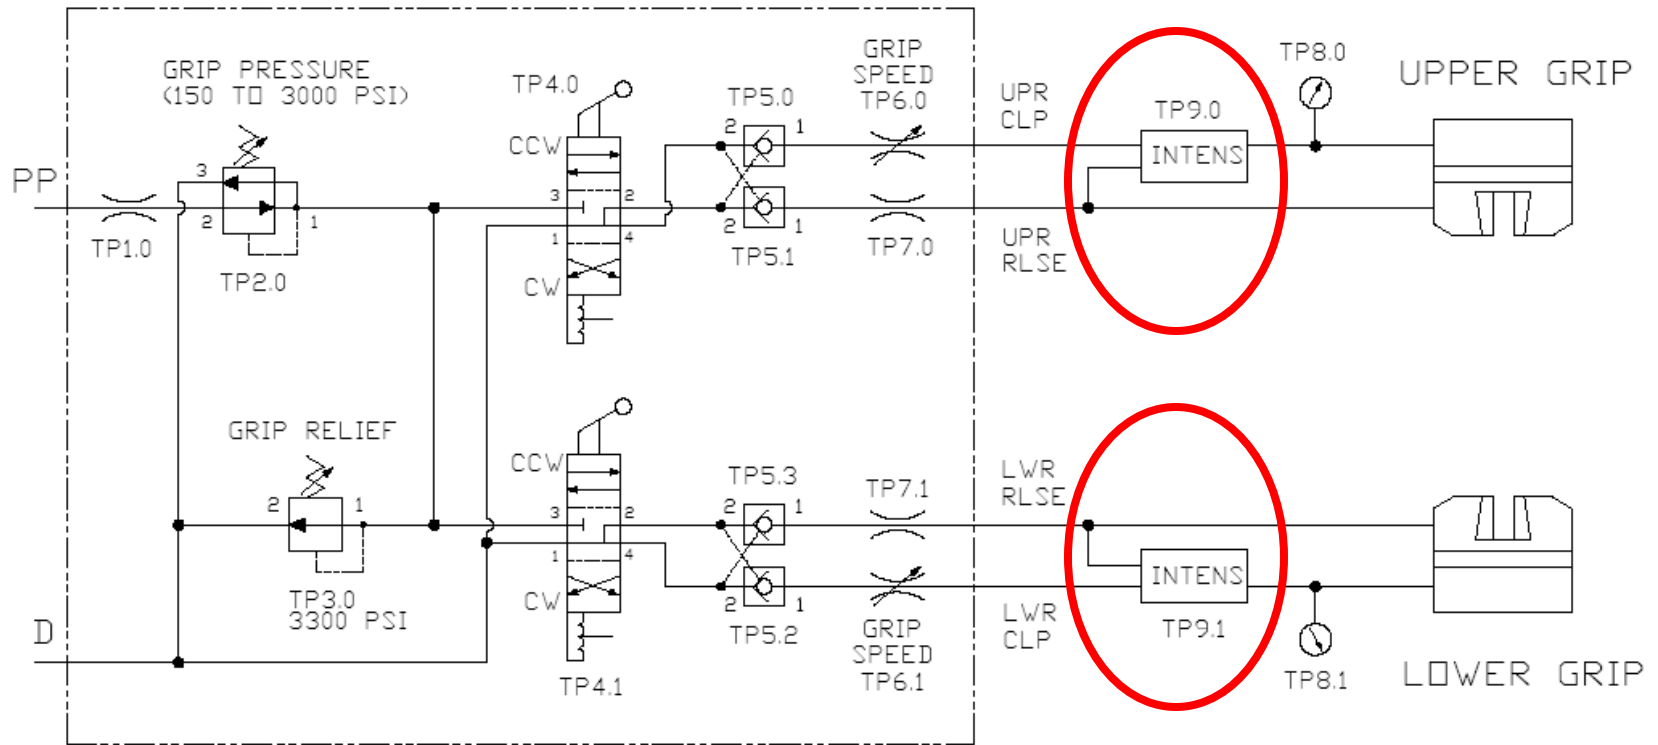 GRIP PRESSURE
(150 TO 3000 PSI)
PP
3
2
1
TP1.0
TP2.0
TP4.0
CCW
3
2
1
4
CW
TP5.0
2
1
2
1
TP5.1
GRIP
SPEED
TP6.0
TP7.0
UPR
CLP
UPR
RLSE
TP9.0
INTENS
TP8.0
UPPER GRIP
GRIP RELIEF
2
1
TP3.0
3300 PSI
D
CCW
3
2
1
4
CW
TP4.1
TP5.3
2
1
2
1
TP5.2
TP7.1
GRIP
SPEED
TP6.1
LWR
RLSE
LWR
CLP
INTENS
TP9.1
TP8.1
LOWER GRIP